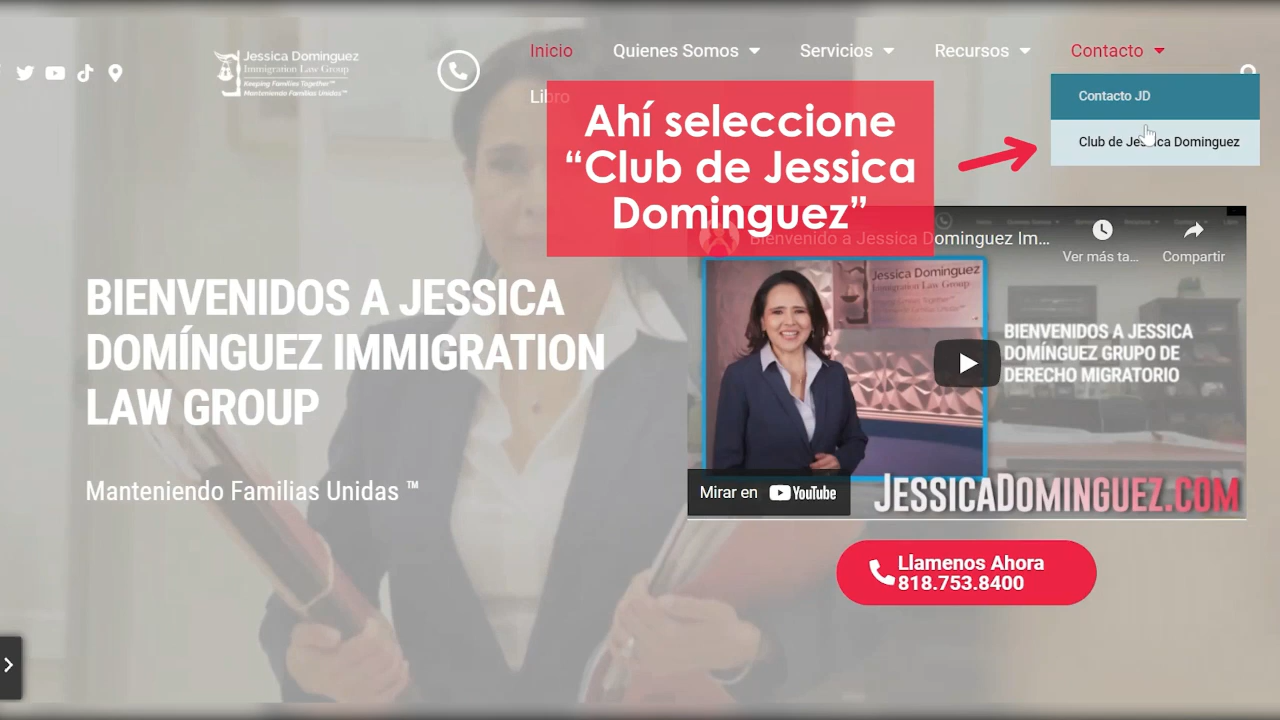 Jessica Dominguez
Immigration Law Group
Keeping Families Together™
Manteniendo Familias Unidas™
Inicio
Quienes Somos
Servicios
Recursos
Contacto
Libro
Contacto JD
Club de Jessica Dominguez
Ahí seleccione
“Club de Jessica
Dominguez”
Bienvenido a Jessica Dominguez Im...
Ver más ta...
Compartir
Jessica Domínguez
Immigration Law Group
BIENVENIDOS A JESSICA
DOMÍNGUEZ GRUPO DE
DERECHO MIGRATORIO
Mirar en YouTube
JESSICADOMINGUEZ.COM
BIENVENIDOS A JESSICA
DOMÍNGUEZ IMMIGRATION
LAW GROUP
Manteniendo Familias Unidas ™
Llamenos Ahora
818.753.8400